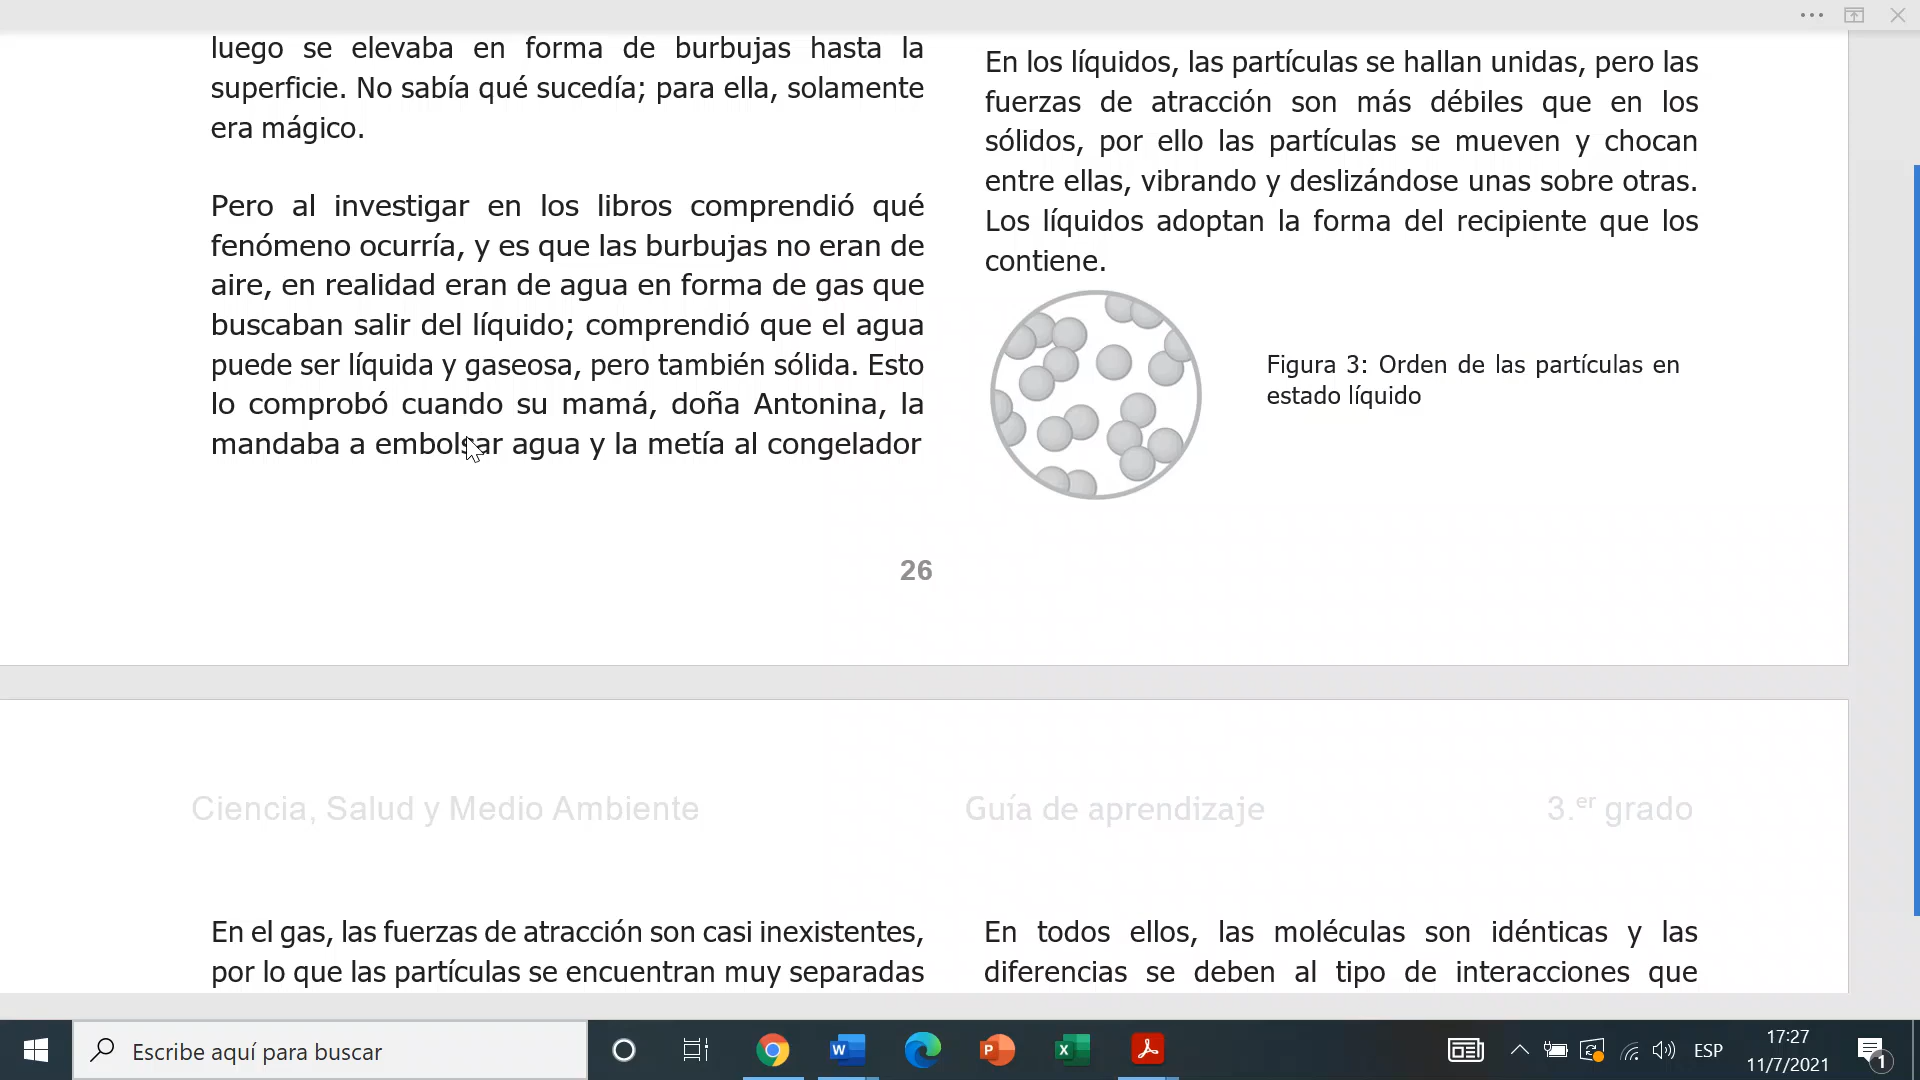 luego se elevaba en forma de burbujas hasta la
superficie. No sabía qué sucedía; para ella, solamente
era mágico.
Pero al investigar en los libros comprendió qué
fenómeno ocurría, y es que las burbujas no eran de
aire, en realidad eran de agua en forma de gas que
buscaban salir del líquido; comprendió que el agua
puede ser líquida y gaseosa, pero también sólida. Esto
lo comprobó cuando su mamá, doña Antonina, la
mandaba a embolsar agua y la metía al congelador
En los líquidos, las partículas se hallan unidas, pero las
fuerzas de atracción son más débiles que en los
sólidos, por ello las partículas se mueven y chocan
entre ellas, vibrando y deslizándose unas sobre otras.
Los líquidos adoptan la forma del recipiente que los
contiene.
Figura 3: Orden de las partículas en
estado líquido
26
Ciencia, Salud y Medio Ambiente
Guía de aprendizaje
3.er grado
En el gas, las fuerzas de atracción son casi inexistentes,
por lo que las partículas se encuentran muy separadas
En todos ellos, las moléculas son idénticas y las
diferencias se deben al tipo de interacciones que
Escribe aquí para buscar
W
P
X
ESP
17:27
11/7/2021
1